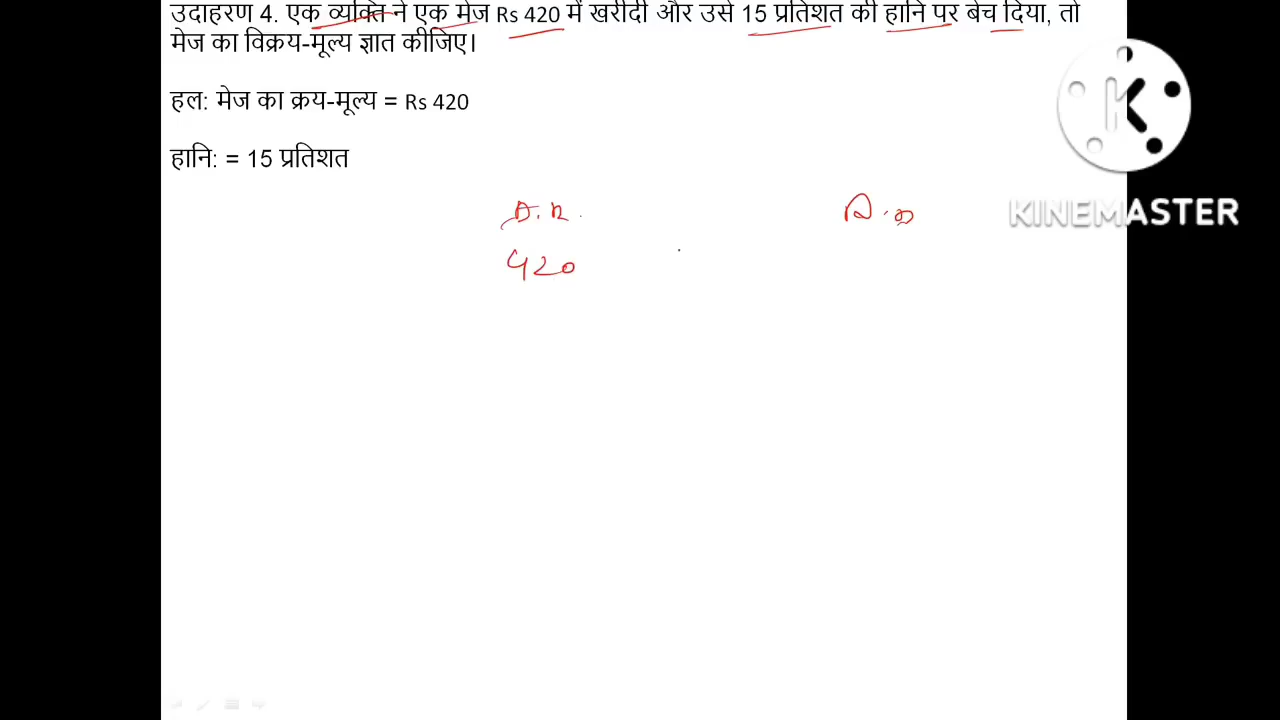 उदाहरण 4. एक व्यक्ति ने एक मेज Rs 420 में खरीदी और उसे 15 प्रतिशत की हानि पर बेच दिया, तो
मेज का विक्रय-मूल्य ज्ञात कीजिए।
हल: मेज का क्रय-मूल्य = Rs 420
हानि: = 15 प्रतिशत
420
KINEMASTER